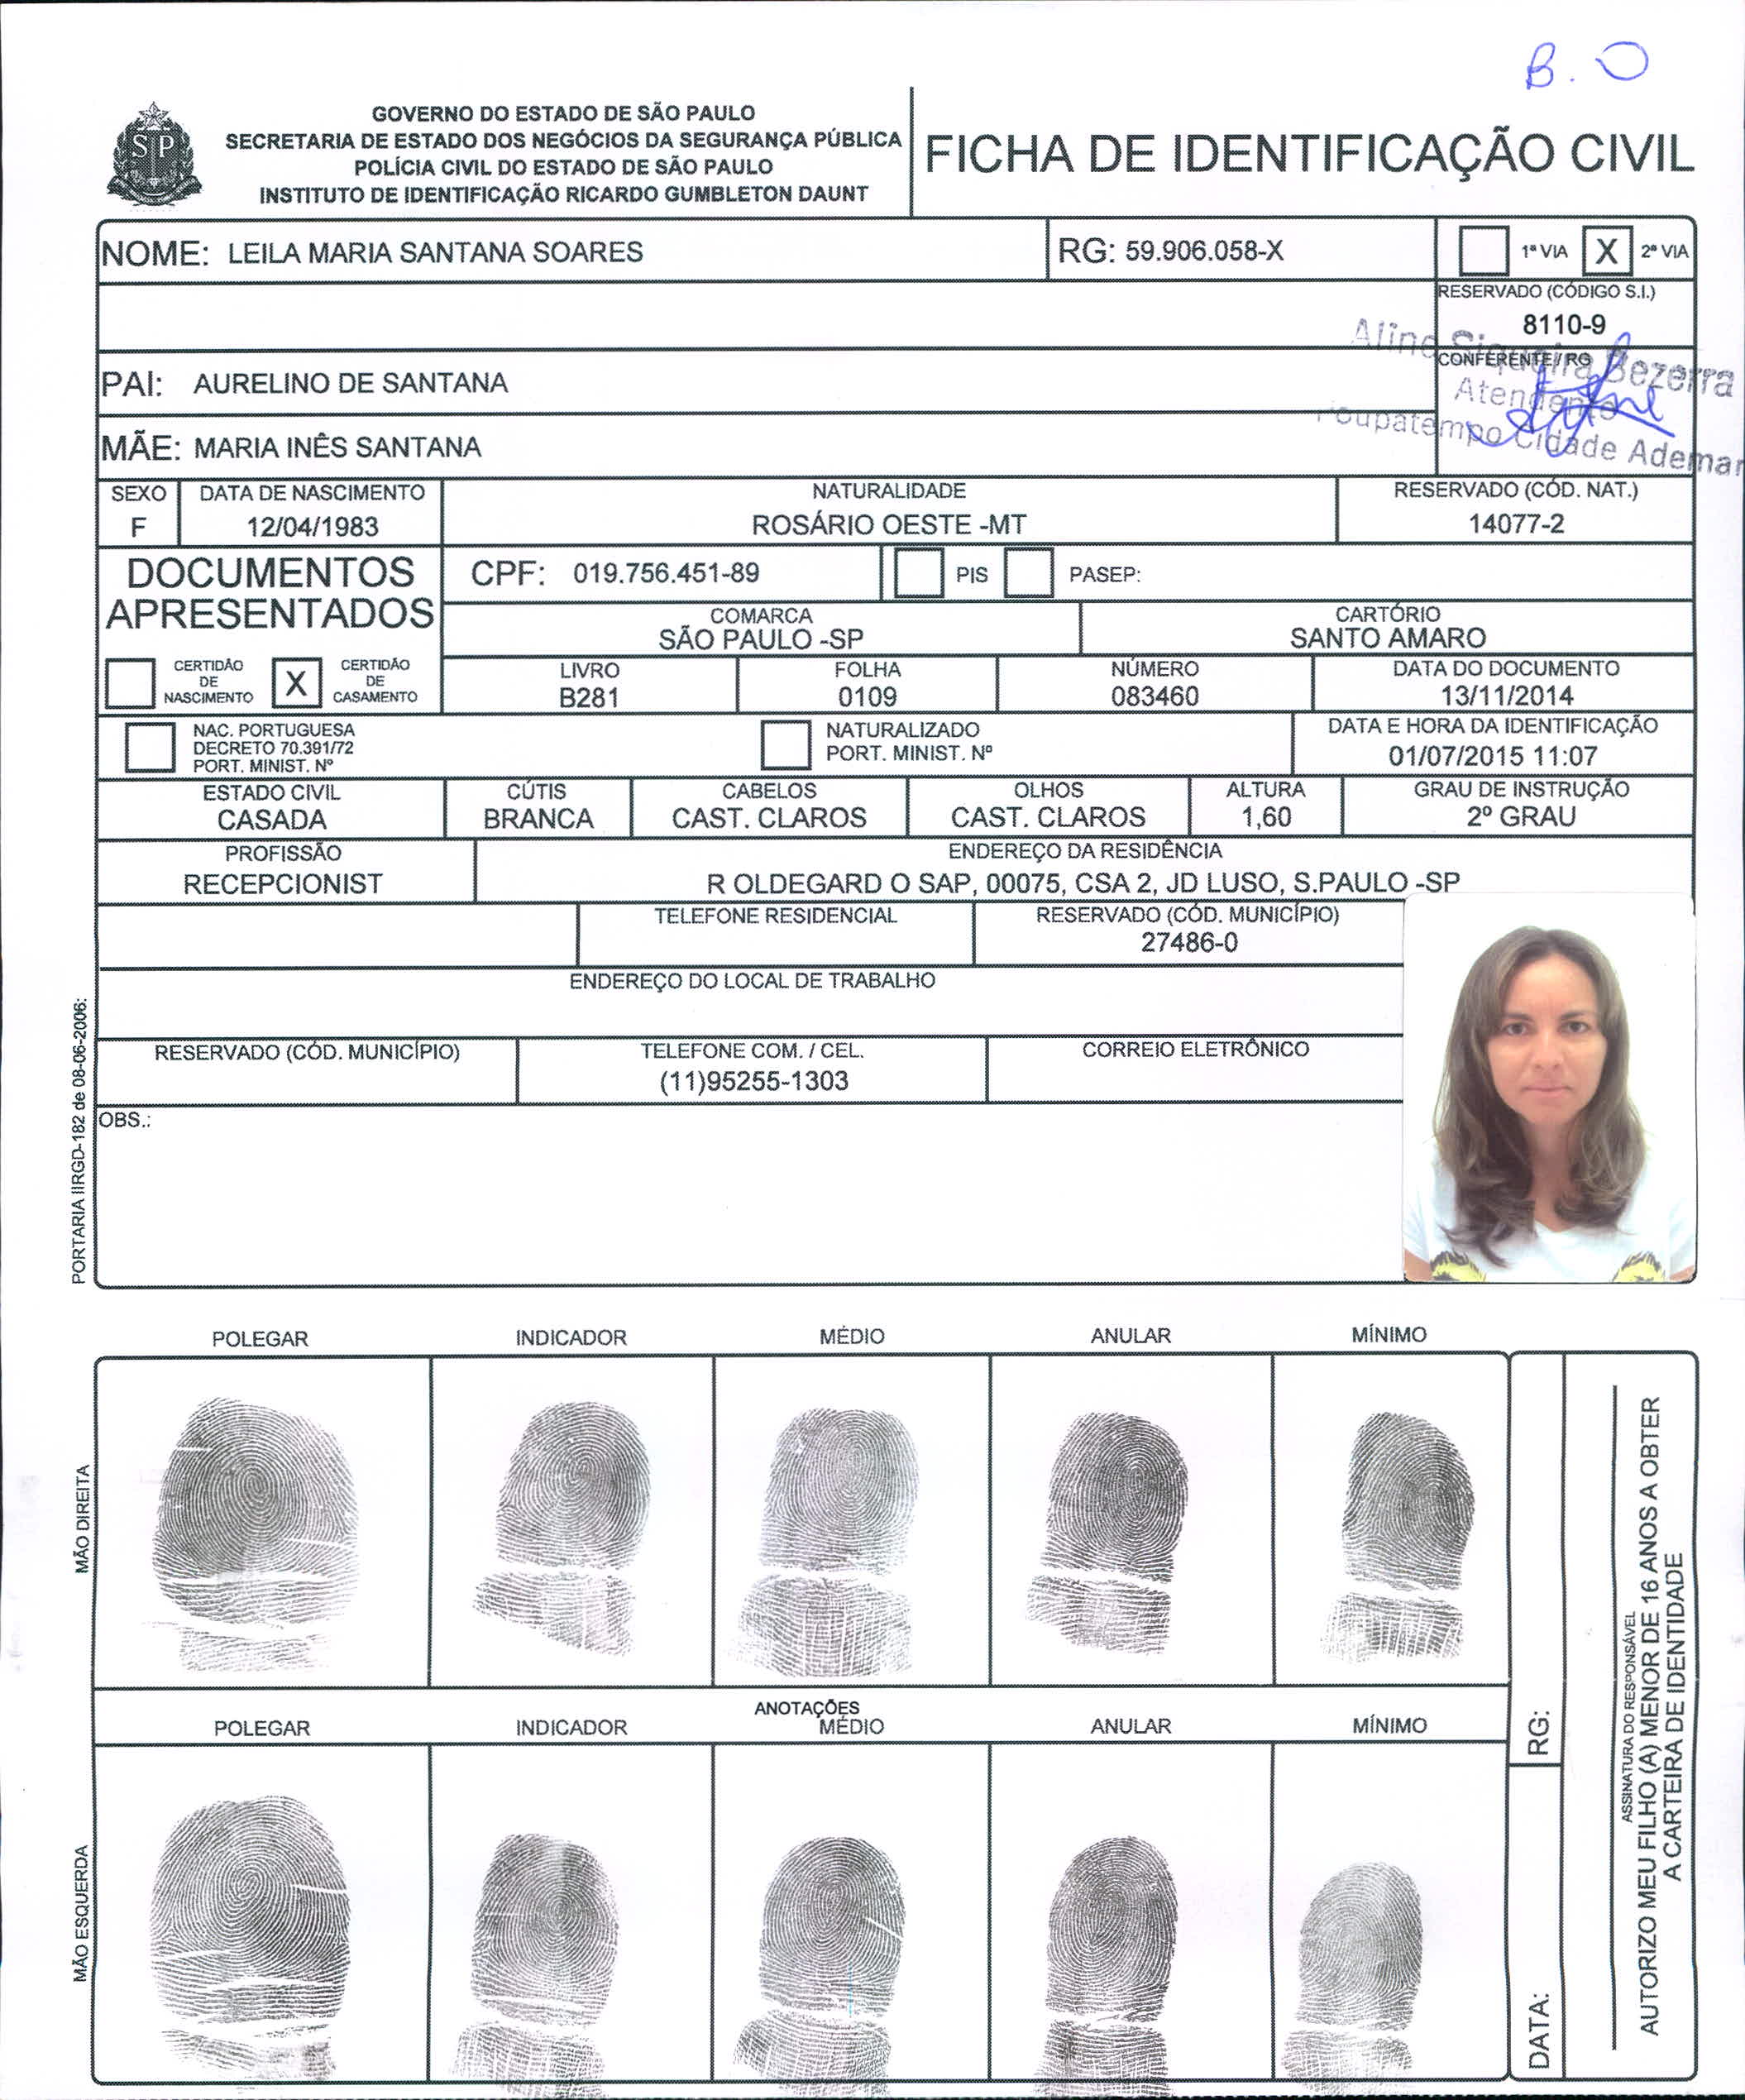 B. O
SP
GOVERNO DO ESTADO DE SÃO PAULO
SECRETARIA DE ESTADO DOS NEGÓCIOS DA SEGURANÇA PÚBLICA
POLÍCIA CIVIL DO ESTADO DE SÃO PAULO
INSTITUTO DE IDENTIFICAÇÃO RICARDO GUMBLETON DAUNT
FICHA DE IDENTIFICAÇÃO CIVIL
NOME: LEILA MARIA SANTANA SOARES
RG: 59.906.058-X
1ª VIA X 2ª VIA
RESERVADO (CÓDIGO S.I.)
8110-9
CONFERENTE / RG
Aline Siqueira Bezerra
Atendente
Poupatempo Cidade Ademar
PAI: AURELINO DE SANTANA
MÃE: MARIA INÊS SANTANA
SEXO
F
DATA DE NASCIMENTO
12/04/1983
NATURALIDADE
ROSÁRIO OESTE -MT
RESERVADO (CÓD. NAT.)
14077-2
DOCUMENTOS
APRESENTADOS
CERTIDÃO
DE
NASCIMENTO
X
CERTIDÃO
DE
CASAMENTO
CPF: 019.756.451-89
PIS
PASEP:
COMARCA
SÃO PAULO -SP
CARTÓRIO
SANTO AMARO
LIVRO
B281
FOLHA
0109
NÚMERO
083460
DATA DO DOCUMENTO
13/11/2014
NAC. PORTUGUESA
DECRETO 70.391/72
PORT. MINIST. Nº
NATURALIZADO
PORT. MINIST. Nº
DATA E HORA DA IDENTIFICAÇÃO
01/07/2015 11:07
ESTADO CIVIL
CASADA
CÚTIS
BRANCA
CABELOS
CAST. CLAROS
OLHOS
CAST. CLAROS
ALTURA
1,60
GRAU DE INSTRUÇÃO
2º GRAU
PROFISSÃO
RECEPCIONIST
ENDEREÇO DA RESIDÊNCIA
R OLDEGARD O SAP, 00075, CSA 2, JD LUSO, S.PAULO -SP
TELEFONE RESIDENCIAL
RESERVADO (CÓD. MUNICÍPIO)
27486-0
ENDEREÇO DO LOCAL DE TRABALHO
RESERVADO (CÓD. MUNICÍPIO)
TELEFONE COM. / CEL.
(11)95255-1303
CORREIO ELETRÔNICO
OBS.:
PORTARIA IIRGD-182 de 08-06-2006:
POLEGAR INDICADOR MÉDIO ANULAR MÍNIMO
MÃO DIREITA
ANOTAÇÕES
POLEGAR INDICADOR MÉDIO ANULAR MÍNIMO
MÃO ESQUERDA
RG:
DATA:
ASSINATURA DO RESPONSÁVEL
AUTORIZO MEU FILHO (A) MENOR DE 16 ANOS A OBTER
A CARTEIRA DE IDENTIDADE